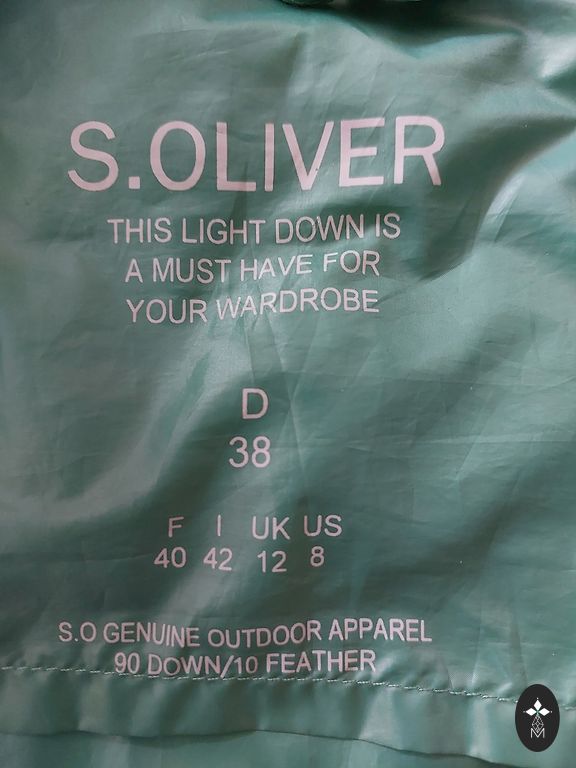 S.OLIVER
THIS LIGHT DOWN IS
A MUST HAVE FOR
YOUR WARDROBE
D
38
F I UK US
40 42 12 8
S.O GENUINE OUTDOOR APPAREL
90 DOWN/10 FEATHER
M